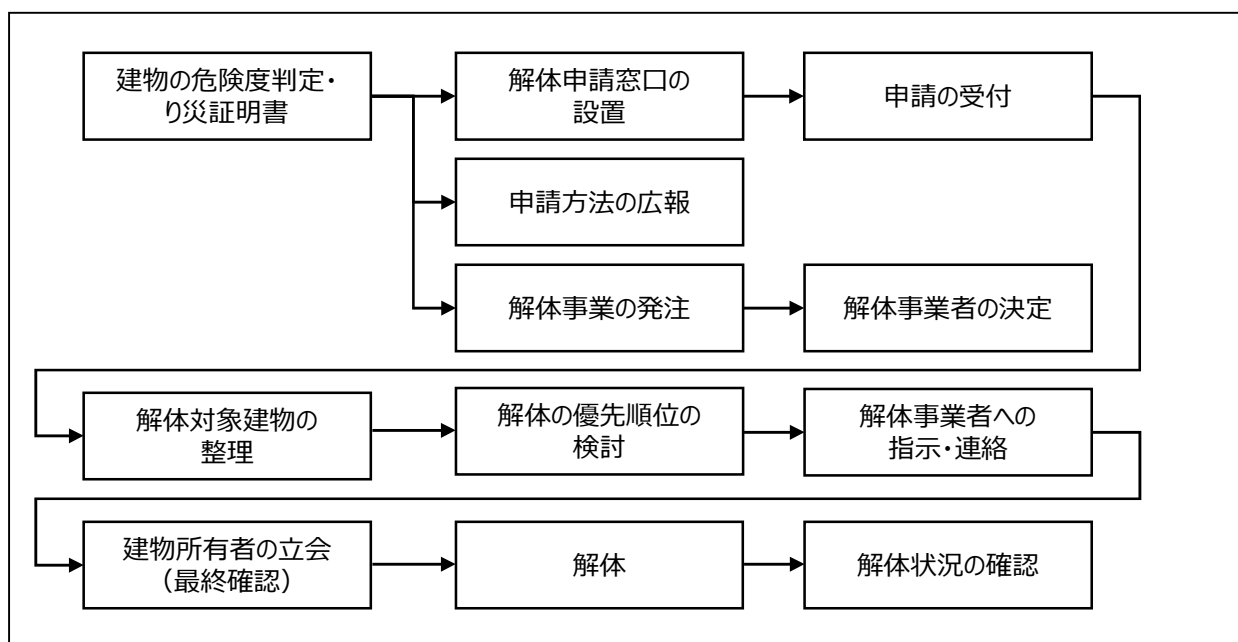 建物の危険度判定・
り災証明書
解体申請窓口の
設置
申請の受付
申請方法の広報
解体事業の発注
解体事業者の決定
解体対象建物の
整理
解体の優先順位の
検討
解体事業者への
指示・連絡
建物所有者の立会
（最終確認）
解体
解体状況の確認